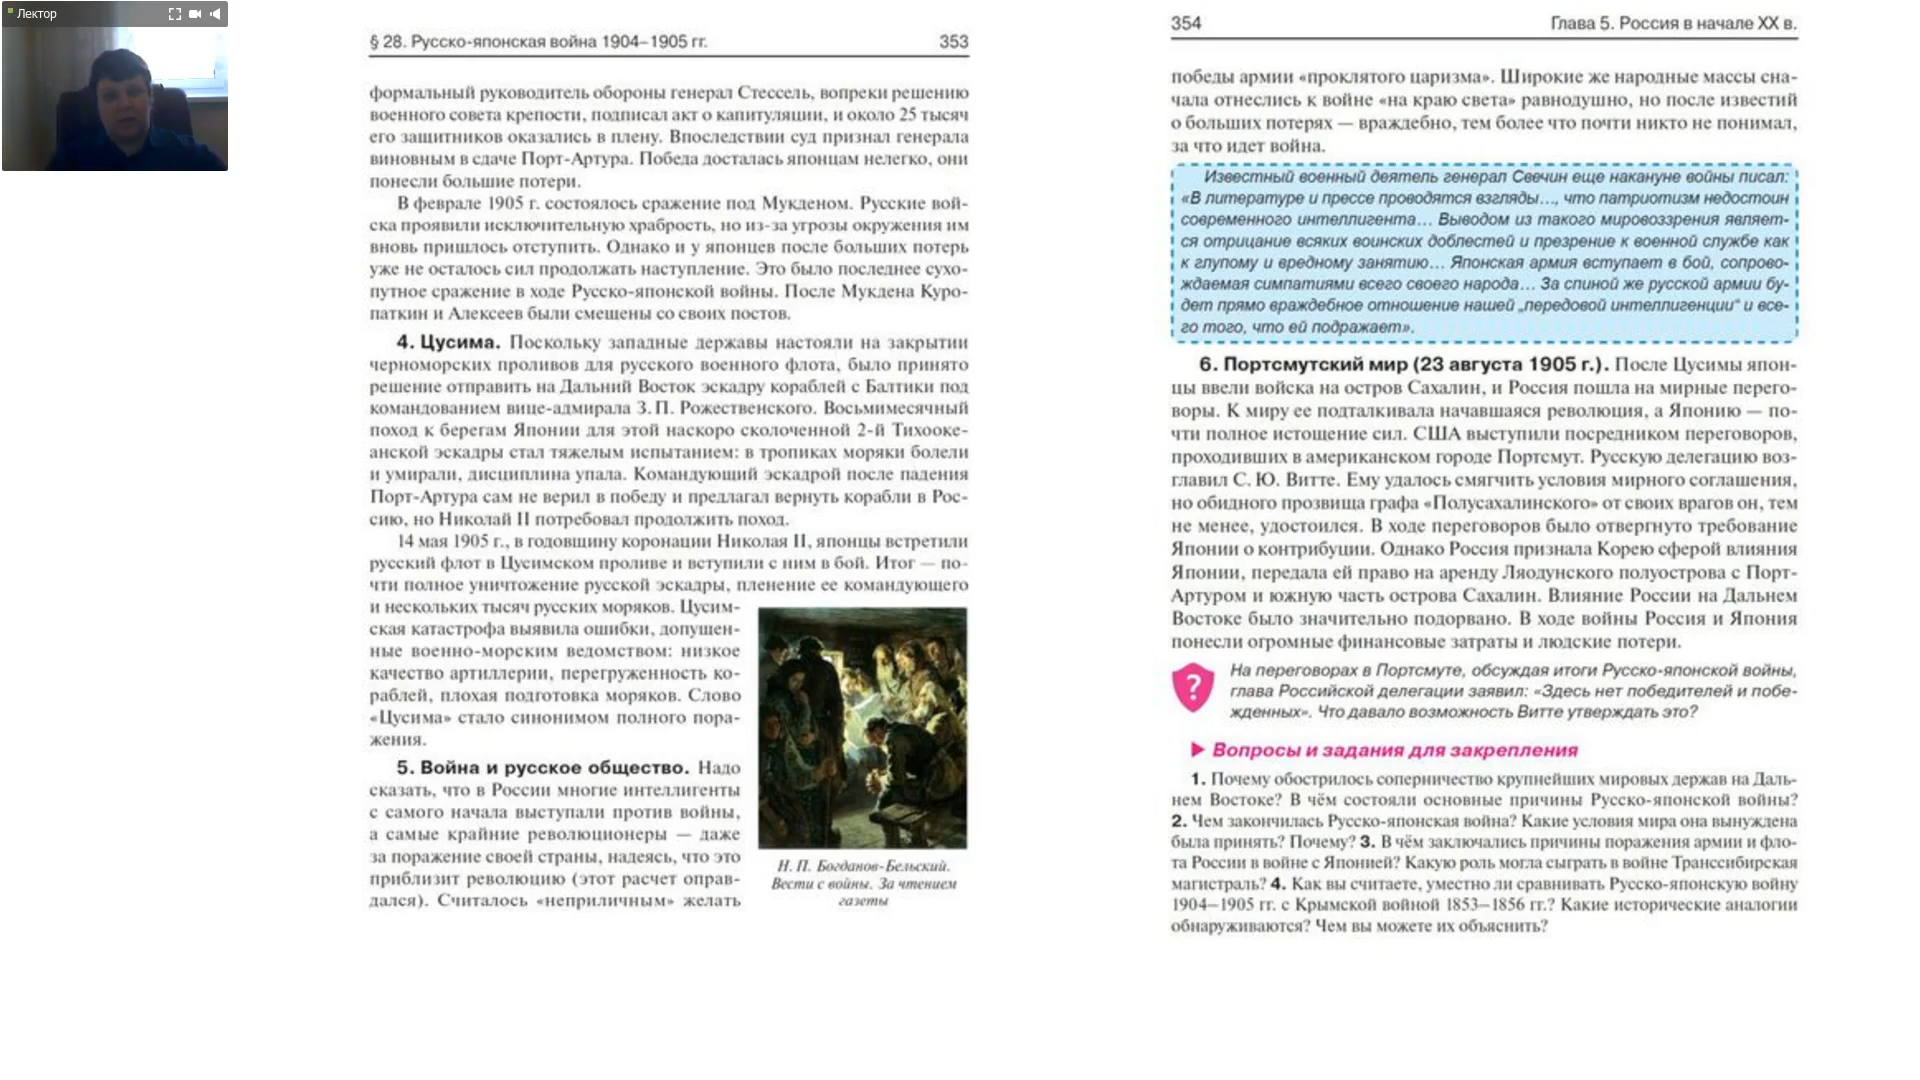 Лектор
§ 28. Русско-японская война 1904–1905 гг. 353
формальный руководитель обороны генерал Стессель, вопреки решению
военного совета крепости, подписал акт о капитуляции, и около 25 тысяч
его защитников оказались в плену. Впоследствии суд признал генерала
виновным в сдаче Порт-Артура. Победа досталась японцам нелегко, они
понесли большие потери.
В феврале 1905 г. состоялось сражение под Мукденом. Русские вой-
ска проявили исключительную храбрость, но из-за угрозы окружения им
вновь пришлось отступить. Однако и у японцев после больших потерь
уже не осталось сил продолжать наступление. Это было последнее сухо-
путное сражение в ходе Русско-японской войны. После Мукдена Куро-
паткин и Алексеев были смещены со своих постов.
4. Цусима. Поскольку западные державы настояли на закрытии
черноморских проливов для русского военного флота, было принято
решение отправить на Дальний Восток эскадру кораблей с Балтики под
командованием вице-адмирала З. П. Рожественского. Восьмимесячный
поход к берегам Японии для этой наскоро сколоченной 2-й Тихооке-
анской эскадры стал тяжелым испытанием: в тропиках моряки болели
и умирали, дисциплина упала. Командующий эскадрой после падения
Порт-Артура сам не верил в победу и предлагал вернуть корабли в Рос-
сию, но Николай II потребовал продолжить поход.
14 мая 1905 г., в годовщину коронации Николая II, японцы встретили
русский флот в Цусимском проливе и вступили с ним в бой. Итог — по-
чти полное уничтожение русской эскадры, пленение ее командующего
и нескольких тысяч русских моряков. Цусим-
ская катастрофа выявила ошибки, допущен-
ные военно-морским ведомством: низкое
качество артиллерии, перегруженность ко-
раблей, плохая подготовка моряков. Слово
«Цусима» стало синонимом полного пора-
жения.
5. Война и русское общество. Надо
сказать, что в России многие интеллигенты
с самого начала выступали против войны,
а самые крайние революционеры — даже
за поражение своей страны, надеясь, что это
приблизит революцию (этот расчет оправ-
дался). Считалось «неприличным» желать
Н. П. Богданов-Бельский.
Вести с войны. За чтением
газеты
354 Глава 5. Россия в начале XX в.
победы армии «проклятого царизма». Широкие же народные массы сна-
чала отнеслись к войне «на краю света» равнодушно, но после известий
о больших потерях — враждебно, тем более что почти никто не понимал,
за что идет война.
Известный военный деятель генерал Свечин еще накануне войны писал:
«В литературе и прессе проводятся взгляды…, что патриотизм недостоин
современного интеллигента… Выводом из такого мировоззрения являет-
ся отрицание всяких воинских доблестей и презрение к военной службе как
к глупому и вредному занятию… Японская армия вступает в бой, сопрово-
ждаемая симпатиями всего своего народа… За спиной же русской армии бу-
дет прямо враждебное отношение нашей „передовой интеллигенции“ и все-
го того, что ей подражает».
6. Портсмутский мир (23 августа 1905 г.). После Цусимы япон-
цы ввели войска на остров Сахалин, и Россия пошла на мирные перего-
воры. К миру ее подталкивала начавшаяся революция, а Японию — по-
чти полное истощение сил. США выступили посредником переговоров,
проходивших в американском городе Портсмут. Русскую делегацию воз-
главил С. Ю. Витте. Ему удалось смягчить условия мирного соглашения,
но обидного прозвища графа «Полусахалинского» от своих врагов он, тем
не менее, удостоился. В ходе переговоров было отвергнуто требование
Японии о контрибуции. Однако Россия признала Корею сферой влияния
Японии, передала ей право на аренду Ляодунского полуострова с Порт-
Артуром и южную часть острова Сахалин. Влияние России на Дальнем
Востоке было значительно подорвано. В ходе войны Россия и Япония
понесли огромные финансовые затраты и людские потери.
?
На переговорах в Портсмуте, обсуждая итоги Русско-японской войны,
глава Российской делегации заявил: «Здесь нет победителей и побе-
жденных». Что давало возможность Витте утверждать это?
Вопросы и задания для закрепления
1. Почему обострилось соперничество крупнейших мировых держав на Даль-
нем Востоке? В чём состояли основные причины Русско-японской войны?
2. Чем закончилась Русско-японская война? Какие условия мира она вынуждена
была принять? Почему? 3. В чём заключались причины поражения армии и фло-
та России в войне с Японией? Какую роль могла сыграть в войне Транссибирская
магистраль? 4. Как вы считаете, уместно ли сравнивать Русско-японскую войну
1904–1905 гг. с Крымской войной 1853–1856 гг.? Какие исторические аналогии
обнаруживаются? Чем вы можете их объяснить?